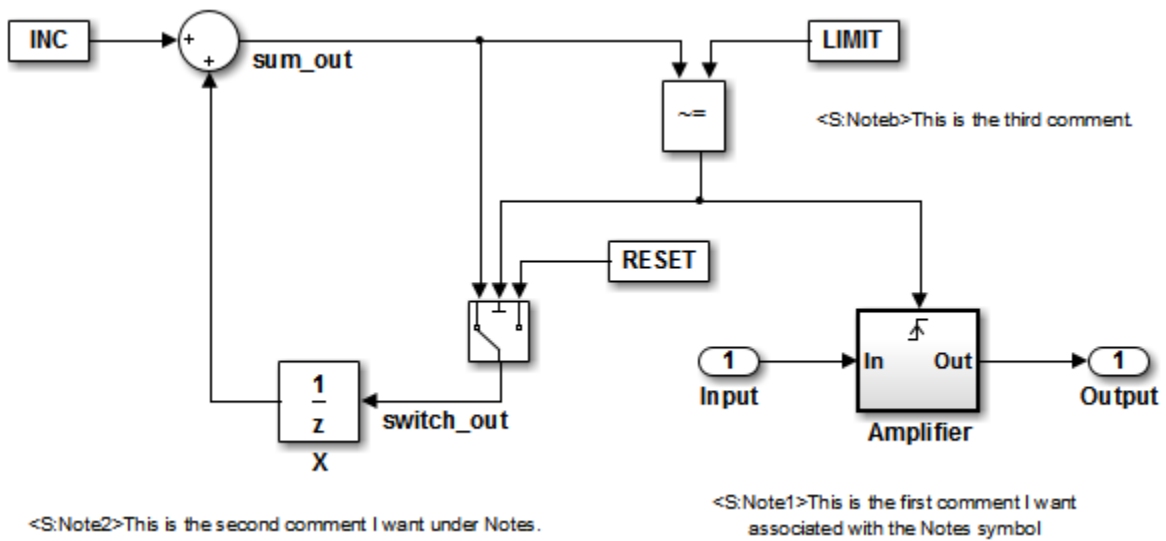 INC
+
+
sum_out
LIMIT
~=
<S:Noteb>This is the third comment.
RESET
1
Input
In
Out
Amplifier
1
Output
1
z
X
switch_out
<S:Note2>This is the second comment I want under Notes.
<S:Note1>This is the first comment I want
associated with the Notes symbol